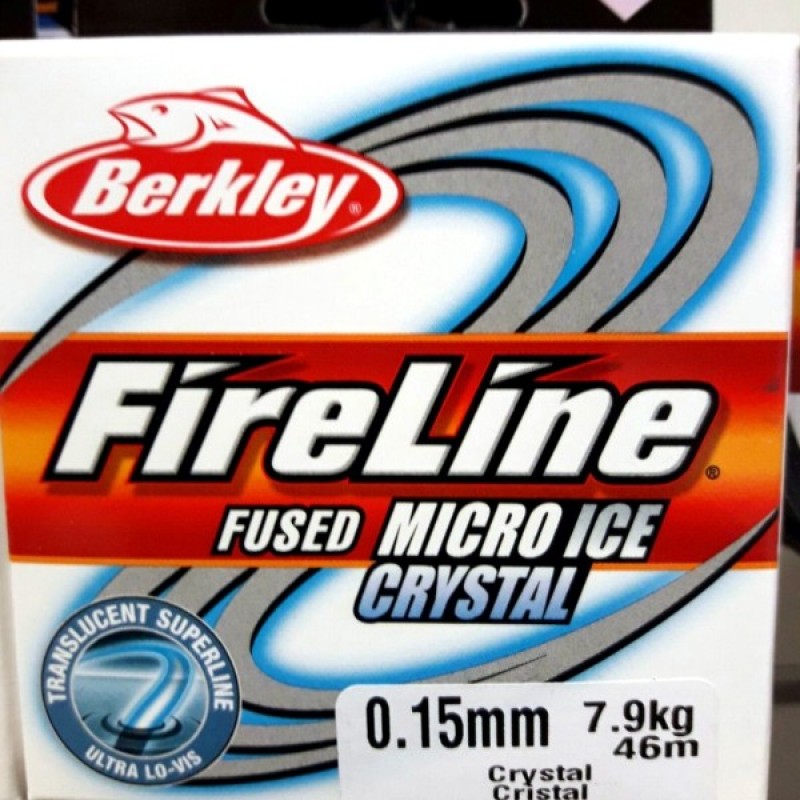 Berkley®
FireLine®
FUSED MICRO ICE
CRYSTAL
TRANSLUCENT SUPERLINE
ULTRA LO-VIS
0.15mm 7.9kg
46m
Crystal
Cristal